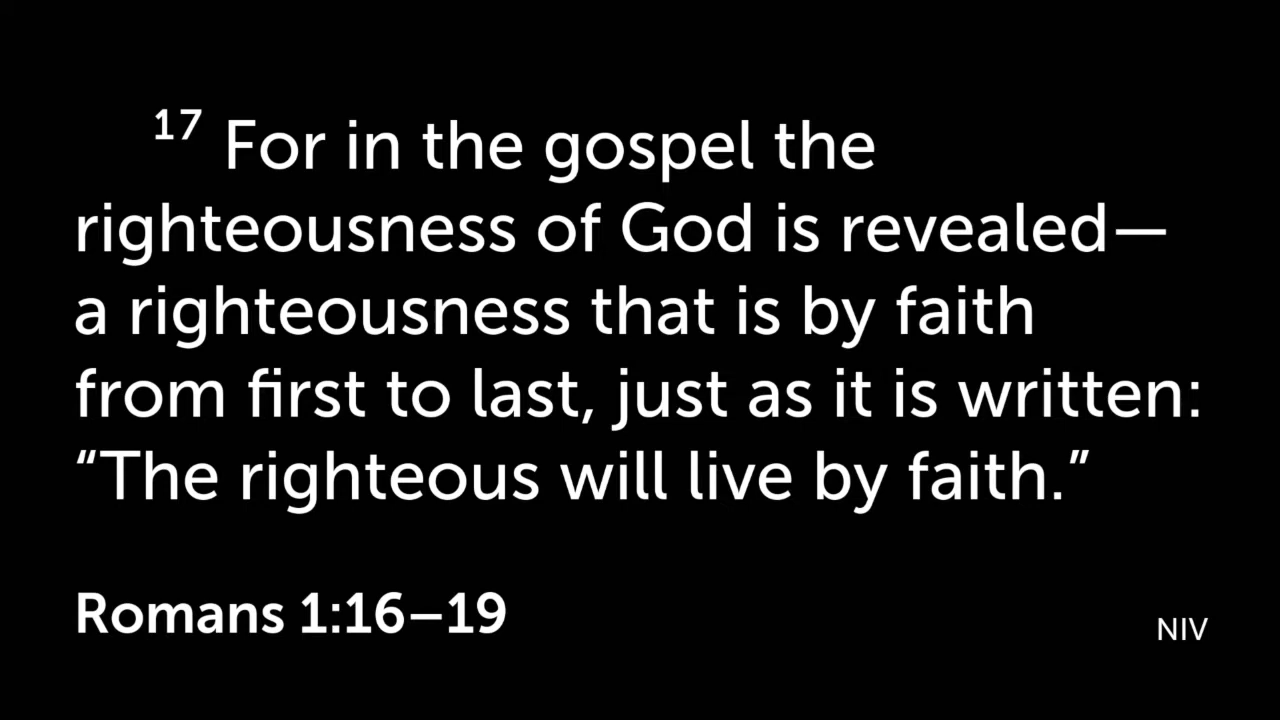 17 For in the gospel the
righteousness of God is revealed—
a righteousness that is by faith
from first to last, just as it is written:
“The righteous will live by faith.”
Romans 1:16–19
NIV